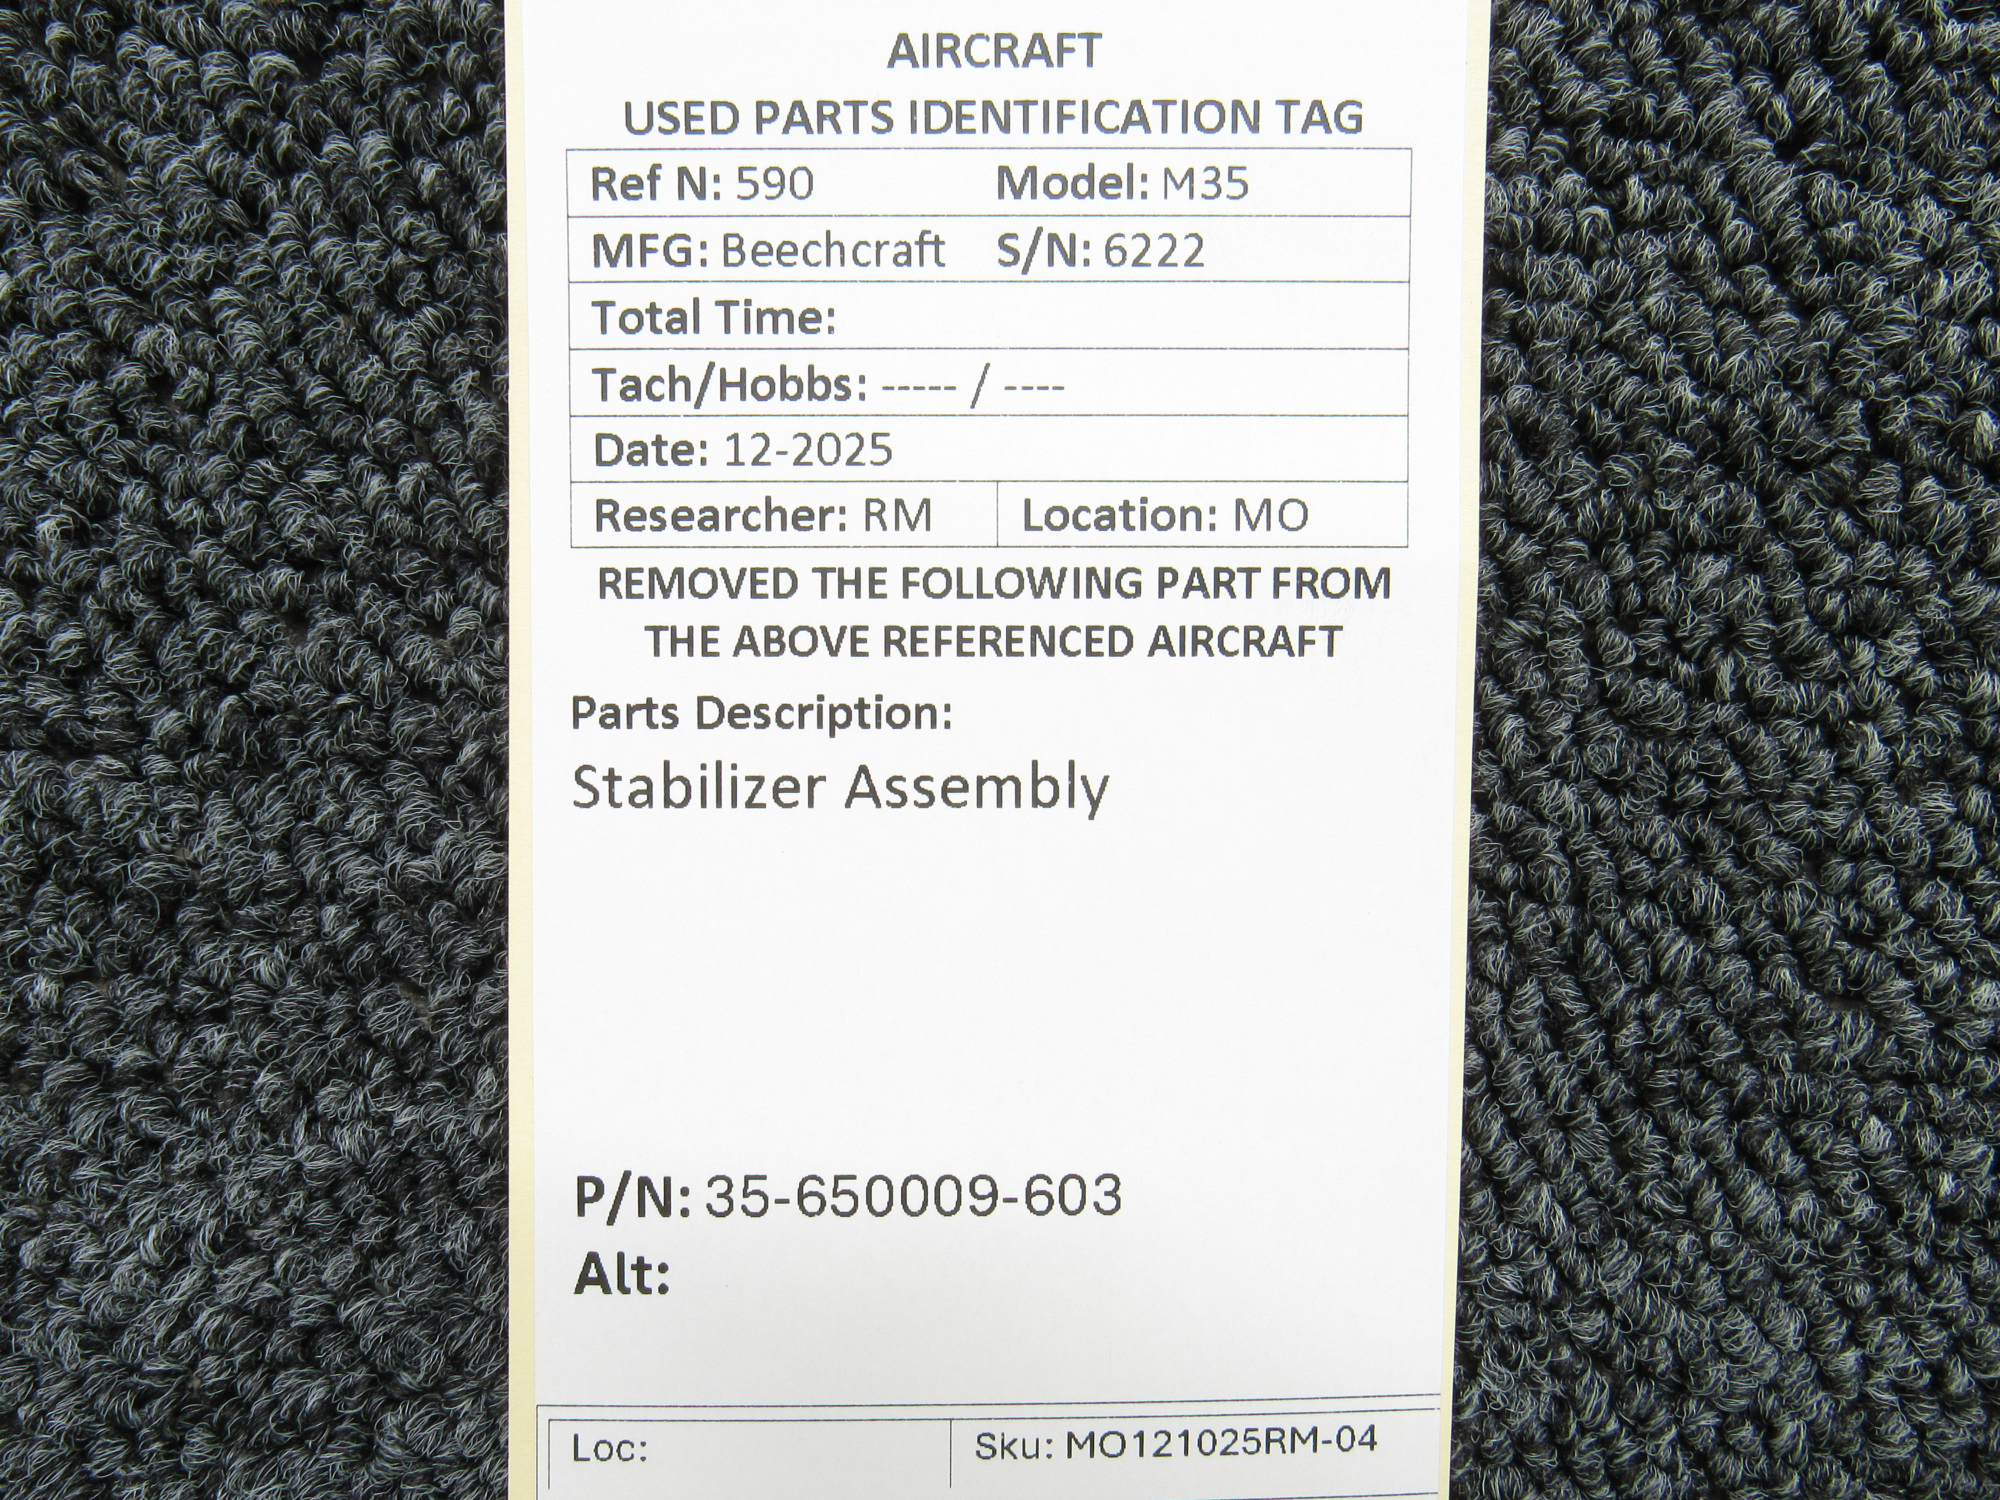 AIRCRAFT
USED PARTS IDENTIFICATION TAG
Ref N: 590 Model: M35
MFG: Beechcraft S/N: 6222
Total Time:
Tach/Hobbs: ----- / ----
Date: 12-2025
Researcher: RM Location: MO
REMOVED THE FOLLOWING PART FROM
THE ABOVE REFERENCED AIRCRAFT
Parts Description:
Stabilizer Assembly
P/N: 35-650009-603
Alt:
Loc: Sku: MO121025RM-04